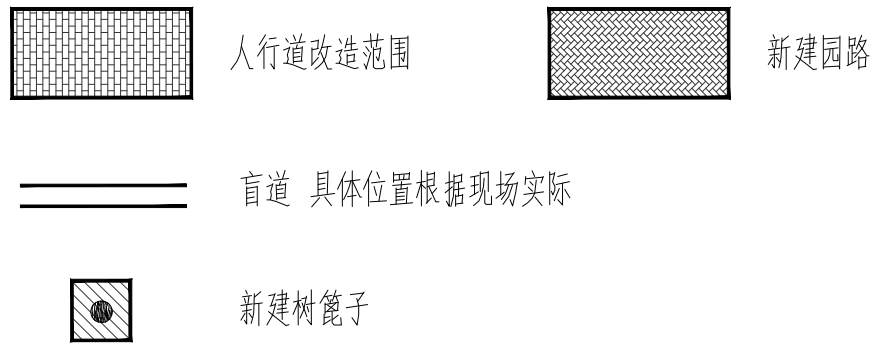 人行道改造范围
新建园路
盲道 具体位置根据现场实际
新建树篦子